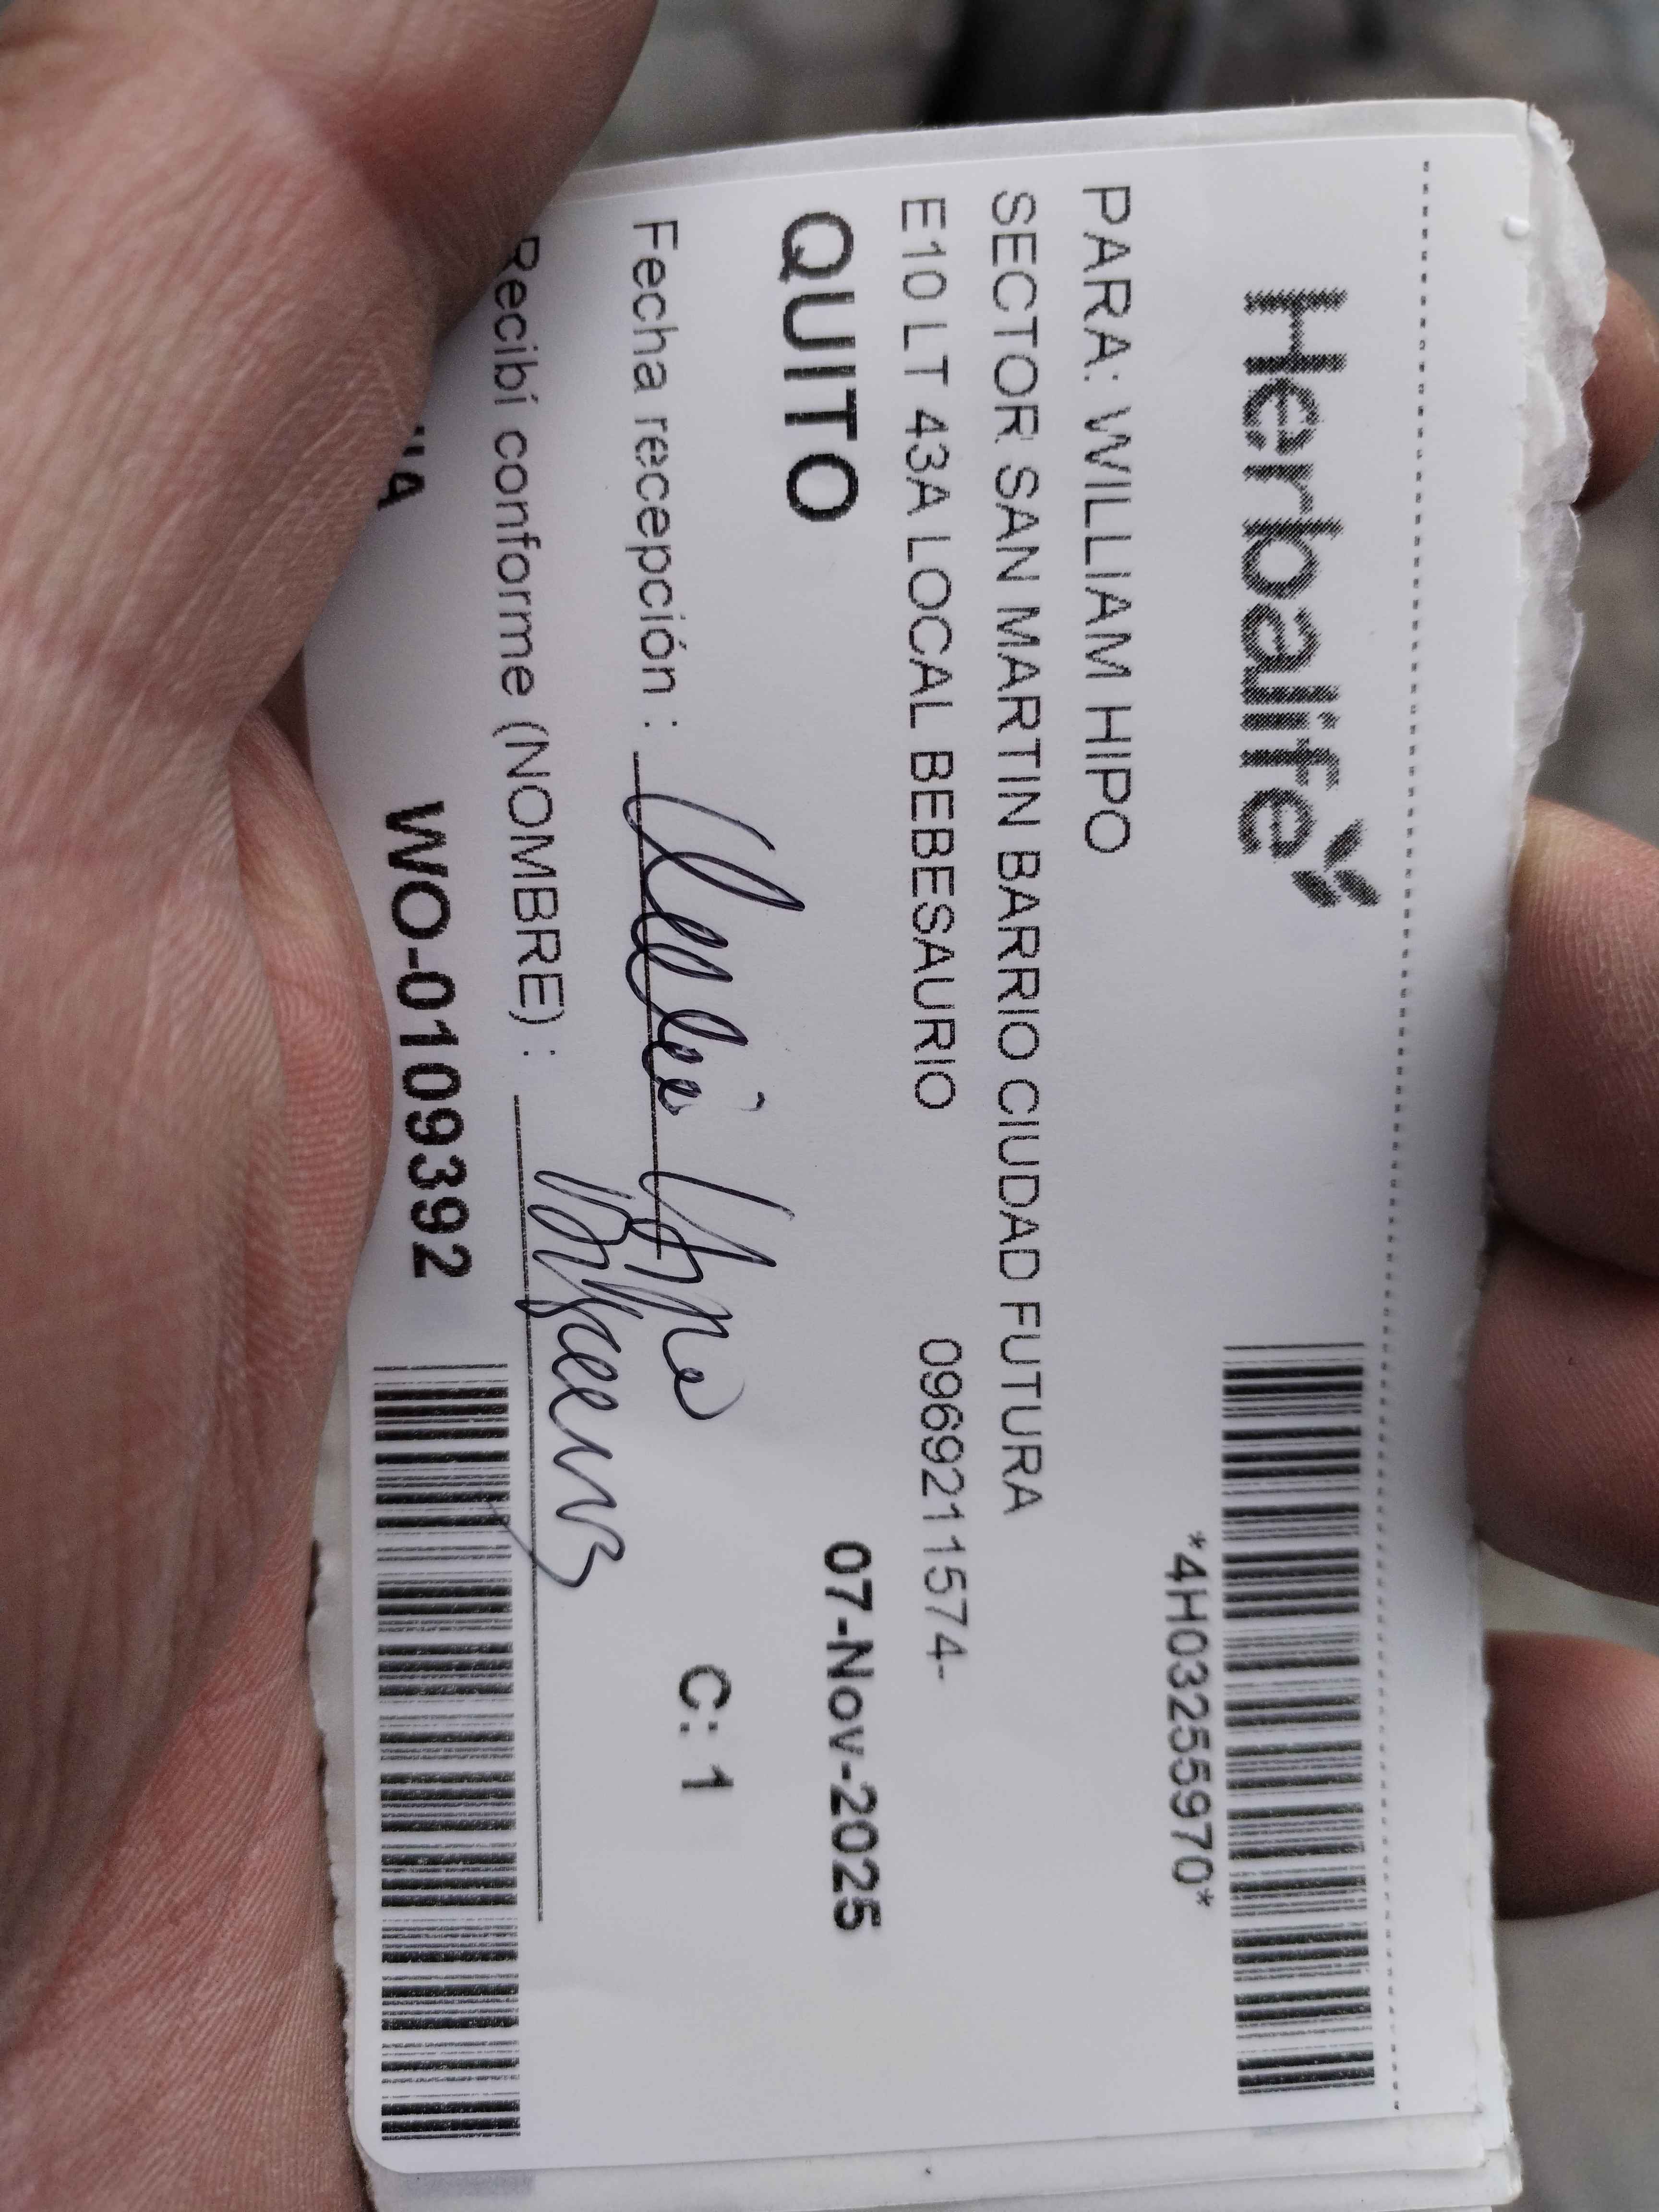 Herbalife
*4H03255970*
PARA: WILLIAM HIPO
SECTOR SAN MARTIN BARRIO CIUDAD FUTURA
E10 LT 43A LOCAL BEBESAURIO 0969211574-
QUITO 07-Nov-2025
Fecha recepción : C: 1
Recibí conforme (NOMBRE) :
WO-0109392